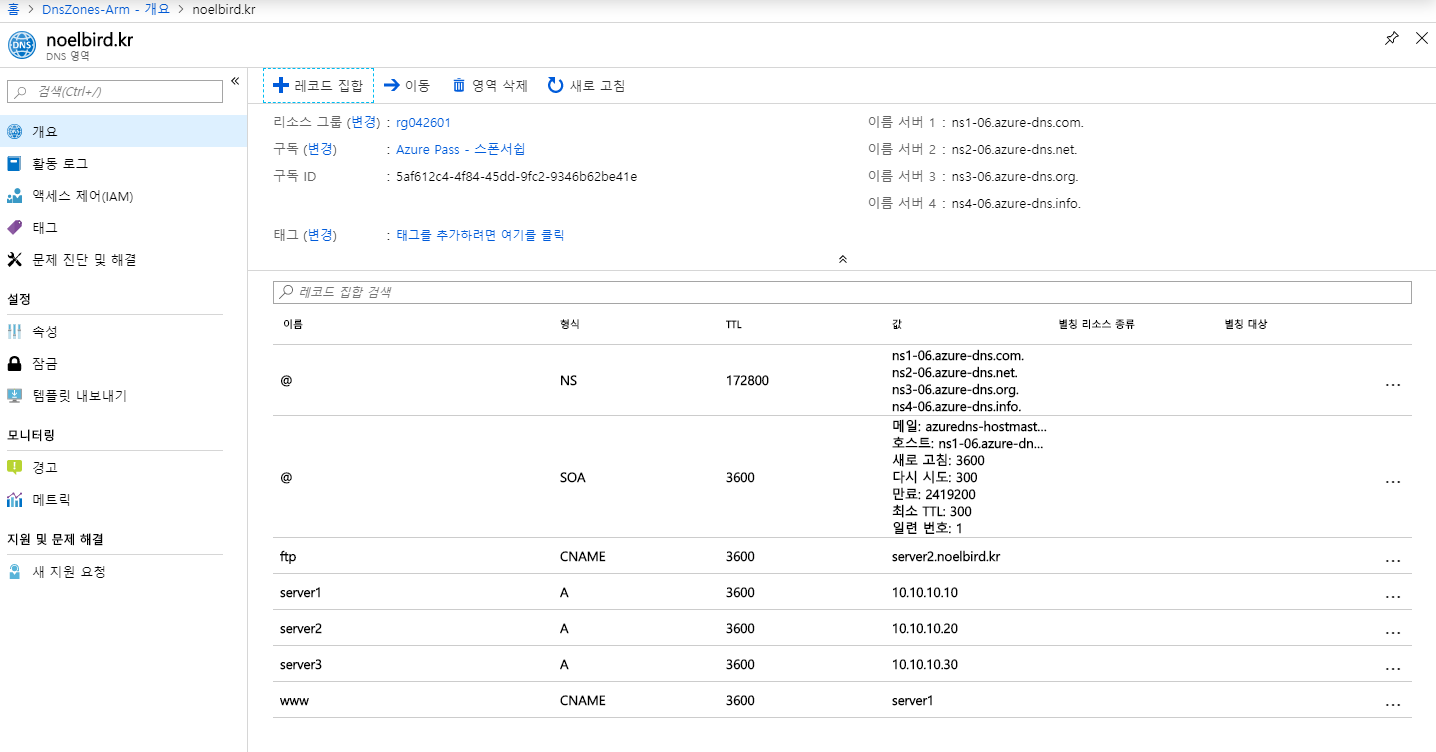 홈 > DnsZones-Arm - 개요 > noelbird.kr
noelbird.kr
DNS 영역
검색(Ctrl+/)
«
개요
활동 로그
액세스 제어(IAM)
태그
문제 진단 및 해결
설정
속성
잠금
템플릿 내보내기
모니터링
경고
메트릭
지원 및 문제 해결
새 지원 요청
레코드 집합 이동 영역 삭제 새로 고침
리소스 그룹 (변경) : rg042601
구독 (변경) : Azure Pass - 스폰서쉽
구독 ID : 5af612c4-4f84-45dd-9fc2-9346b62be41e
태그 (변경) : 태그를 추가하려면 여기를 클릭
이름 서버 1 : ns1-06.azure-dns.com.
이름 서버 2 : ns2-06.azure-dns.net.
이름 서버 3 : ns3-06.azure-dns.org.
이름 서버 4 : ns4-06.azure-dns.info.
레코드 집합 검색
이름 형식 TTL 값 별칭 리소스 종류 별칭 대상
@ NS 172800
ns1-06.azure-dns.com.
ns2-06.azure-dns.net.
ns3-06.azure-dns.org.
ns4-06.azure-dns.info.
...
@ SOA 3600
메일: azuredns-hostmast...
호스트: ns1-06.azure-dn...
새로 고침: 3600
다시 시도: 300
만료: 2419200
최소 TTL: 300
일련 번호: 1
...
ftp CNAME 3600 server2.noelbird.kr ...
server1 A 3600 10.10.10.10 ...
server2 A 3600 10.10.10.20 ...
server3 A 3600 10.10.10.30 ...
www CNAME 3600 server1 ...